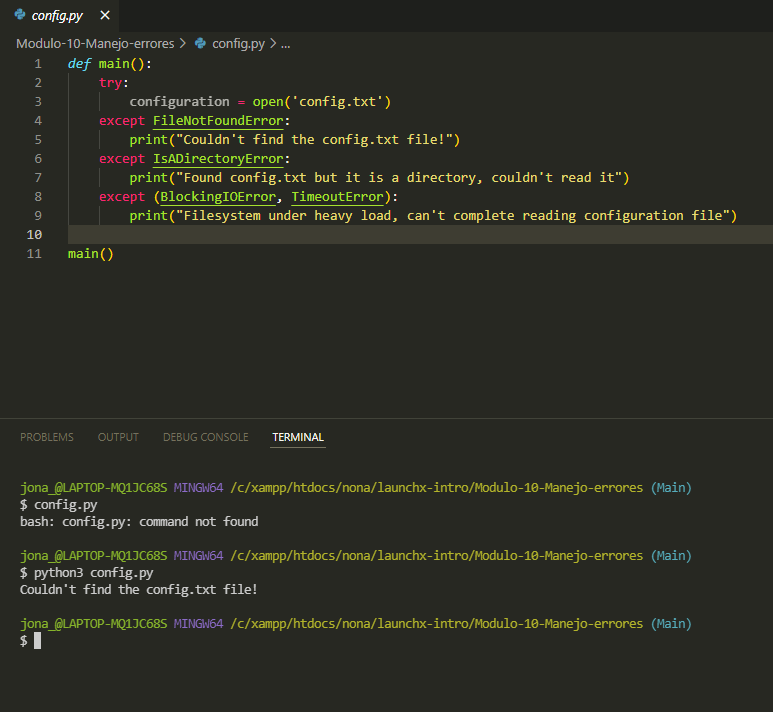 config.py ×
Modulo-10-Manejo-errores > config.py > ...
1 def main():
2     try:
3         configuration = open('config.txt')
4     except FileNotFoundError:
5         print("Couldn't find the config.txt file!")
6     except IsADirectoryError:
7         print("Found config.txt but it is a directory, couldn't read it")
8     except (BlockingIOError, TimeoutError):
9         print("Filesystem under heavy load, can't complete reading configuration file")
10
11 main()
PROBLEMS OUTPUT DEBUG CONSOLE TERMINAL
jona_@LAPTOP-MQ1JC68S MINGW64 /c/xampp/htdocs/nona/launchx-intro/Modulo-10-Manejo-errores (Main)
$ config.py
bash: config.py: command not found
jona_@LAPTOP-MQ1JC68S MINGW64 /c/xampp/htdocs/nona/launchx-intro/Modulo-10-Manejo-errores (Main)
$ python3 config.py
Couldn't find the config.txt file!
jona_@LAPTOP-MQ1JC68S MINGW64 /c/xampp/htdocs/nona/launchx-intro/Modulo-10-Manejo-errores (Main)
$